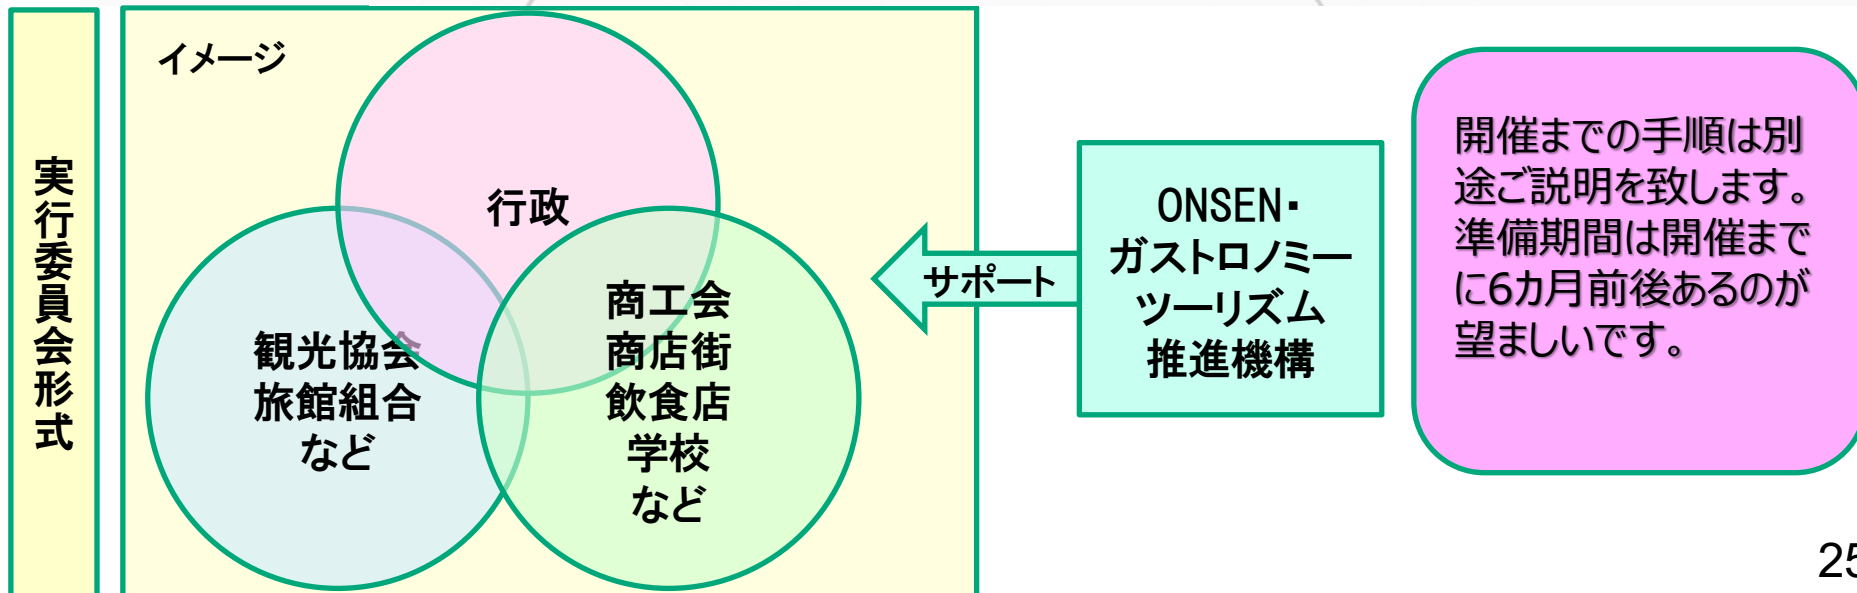 実行委員会形式
イメージ
行政
観光協会
旅館組合
など
商工会
商店街
飲食店
学校
など
サポート
ONSEN・
ガストロノミー
ツーリズム
推進機構
開催までの手順は別
途ご説明を致します。
準備期間は開催まで
に6カ月前後あるのが
望ましいです。
25